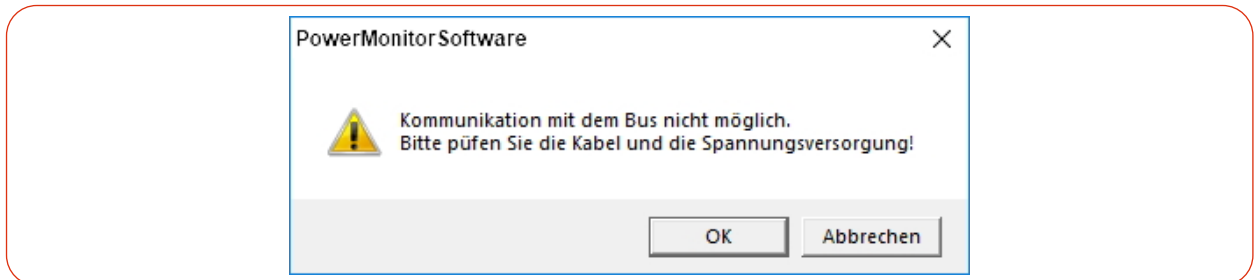 PowerMonitorSoftware
Kommunikation mit dem Bus nicht möglich.
Bitte püfen Sie die Kabel und die Spannungsversorgung!
OK Abbrechen